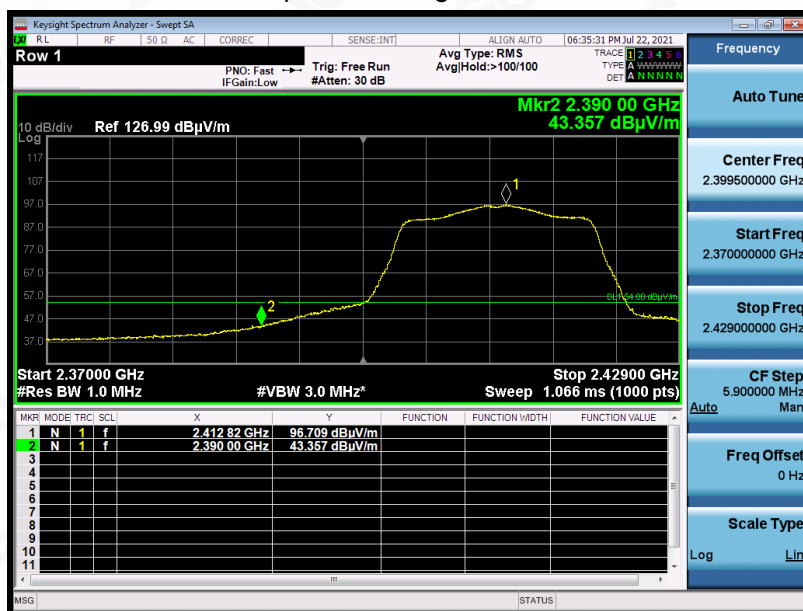 Keysight Spectrum Analyzer - Swept SA
LXI RL RF 50 Ω AC CORREC SENSE:INT ALIGN AUTO 06:35:31 PM Jul 22, 2021
Row 1
PNO: Fast
IFGain:Low
Trig: Free Run
#Atten: 30 dB
Avg Type: RMS
Avg|Hold:>100/100
TRACE 1 2 3 4 5 6
TYPE A WWWWW
DET A N N N N N
Mkr2 2.390 00 GHz
43.357 dBµV/m
10 dB/div Ref 126.99 dBµV/m
Log
117
107
97.0
87.0
77.0
67.0
57.0
47.0
37.0
1
2
DL1 54.00 dBµV/m
Start 2.37000 GHz
Stop 2.42900 GHz
#Res BW 1.0 MHz #VBW 3.0 MHz* Sweep 1.066 ms (1000 pts)
MKR MODE TRC SCL X Y FUNCTION FUNCTION WIDTH FUNCTION VALUE
1 N 1 f 2.412 82 GHz 96.709 dBµV/m
2 N 1 f 2.390 00 GHz 43.357 dBµV/m
3
4
5
6
7
8
9
10
11
MSG STATUS
Frequency
Auto Tune
Center Freq
2.399500000 GHz
Start Freq
2.370000000 GHz
Stop Freq
2.429000000 GHz
CF Step
5.900000 MHz
Auto Man
Freq Offset
0 Hz
Scale Type
Log Lin